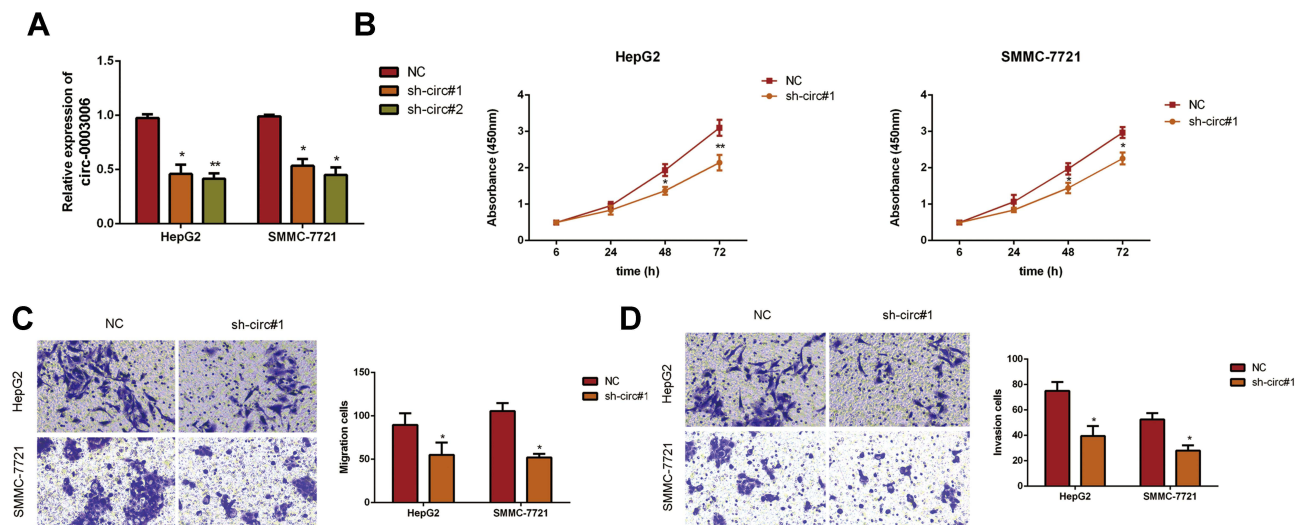 A
Relative expression of
circ-0003006
1.5
1.0
0.5
0.0
*
**
*
*
HepG2
SMMC-7721
NC
sh-circ#1
sh-circ#2
B
HepG2
Absorbance (450nm)
4
3
2
1
0
*
**
6
24
48
72
time (h)
NC
sh-circ#1
SMMC-7721
Absorbance (450nm)
4
3
2
1
0
*
*
6
24
48
72
time (h)
NC
sh-circ#1
C
NC
sh-circ#1
HepG2
SMMC-7721
Migration cells
150
100
50
0
*
*
HepG2
SMMC-7721
NC
sh-circ#1
D
NC
sh-circ#1
HepG2
SMMC-7721
Invasion cells
100
80
60
40
20
0
*
*
HepG2
SMMC-7721
NC
sh-circ#1